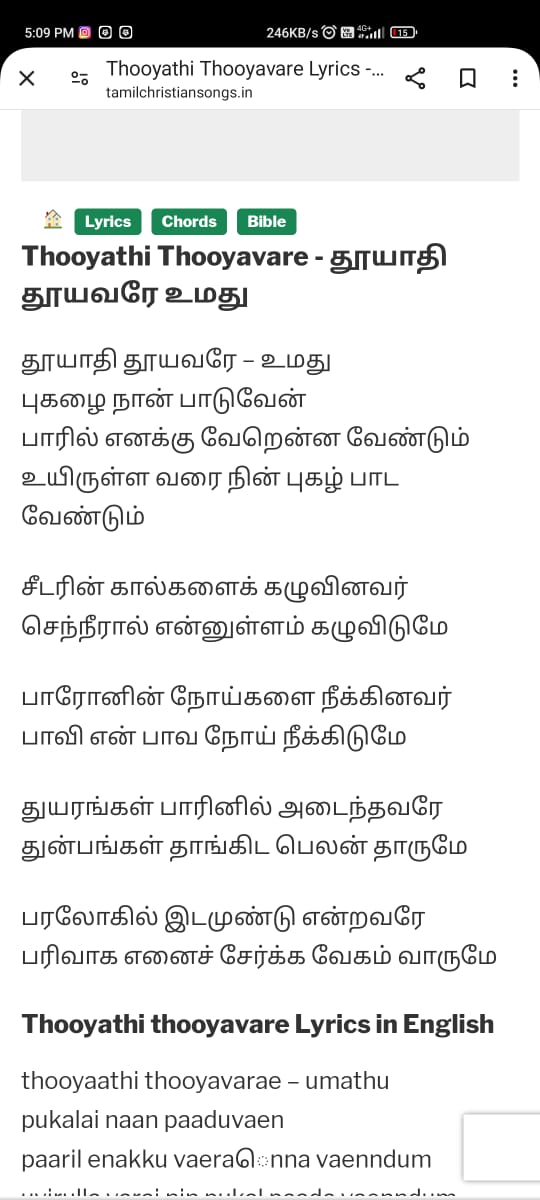 5:09 PM 246KB/s 4G+ 15
Thooyathi Thooyavare Lyrics -...
tamilchristiansongs.in
Lyrics Chords Bible
Thooyathi Thooyavare - தூயாதி
தூயவரே உமது
தூயாதி தூயவரே – உமது
புகழை நான் பாடுவேன்
பாரில் எனக்கு வேறென்ன வேண்டும்
உயிருள்ள வரை நின் புகழ் பாட
வேண்டும்
சீடரின் கால்களைக் கழுவினவர்
செந்நீரால் என்னுள்ளம் கழுவிடுமே
பாரோனின் நோய்களை நீக்கினவர்
பாவி என் பாவ நோய் நீக்கிடுமே
துயரங்கள் பாரினில் அடைந்தவரே
துன்பங்கள் தாங்கிட பெலன் தாருமே
பரலோகில் இடமுண்டு என்றவரே
பரிவாக எனைச் சேர்க்க வேகம் வாருமே
Thooyathi thooyavare Lyrics in English
thooyaathi thooyavarae – umathu
pukalai naan paaduvaen
paaril enakku vaeraெnna vaenndum